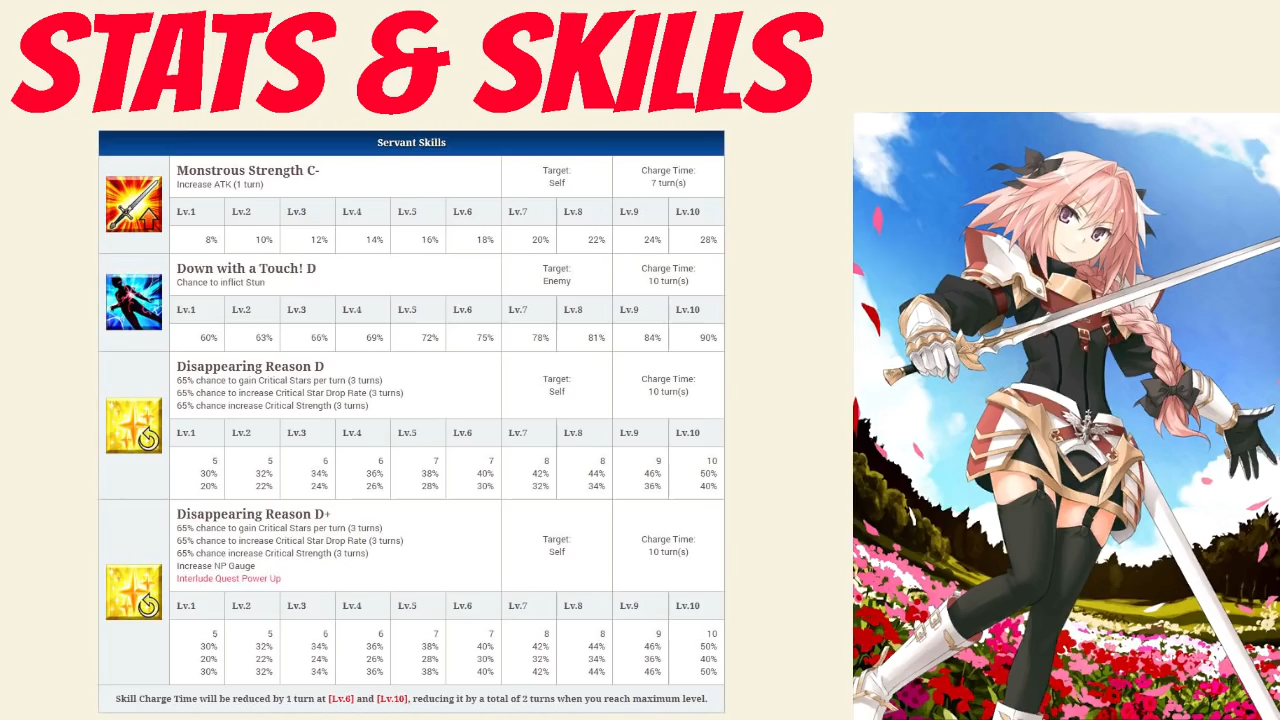 STATS & SKILLS
Servant Skills
Monstrous Strength C-
Increase ATK (1 turn)
Target:
Self
Charge Time:
7 turn(s)
Lv.1 Lv.2 Lv.3 Lv.4 Lv.5 Lv.6 Lv.7 Lv.8 Lv.9 Lv.10
8% 10% 12% 14% 16% 18% 20% 22% 24% 28%
Down with a Touch! D
Chance to inflict Stun
Target:
Enemy
Charge Time:
10 turn(s)
Lv.1 Lv.2 Lv.3 Lv.4 Lv.5 Lv.6 Lv.7 Lv.8 Lv.9 Lv.10
60% 63% 66% 69% 72% 75% 78% 81% 84% 90%
Disappearing Reason D
65% chance to gain Critical Stars per turn (3 turns)
65% chance to increase Critical Star Drop Rate (3 turns)
65% chance increase Critical Strength (3 turns)
Target:
Self
Charge Time:
10 turn(s)
Lv.1 Lv.2 Lv.3 Lv.4 Lv.5 Lv.6 Lv.7 Lv.8 Lv.9 Lv.10
5 5 6 6 7 7 8 8 9 10
30% 32% 34% 36% 38% 40% 42% 44% 46% 50%
20% 22% 24% 26% 28% 30% 32% 34% 36% 40%
Disappearing Reason D+
65% chance to gain Critical Stars per turn (3 turns)
65% chance to increase Critical Star Drop Rate (3 turns)
65% chance increase Critical Strength (3 turns)
Increase NP Gauge
Interlude Quest Power Up
Target:
Self
Charge Time:
10 turn(s)
Lv.1 Lv.2 Lv.3 Lv.4 Lv.5 Lv.6 Lv.7 Lv.8 Lv.9 Lv.10
5 5 6 6 7 7 8 8 9 10
30% 32% 34% 36% 38% 40% 42% 44% 46% 50%
20% 22% 24% 26% 28% 30% 32% 34% 36% 40%
30% 32% 34% 36% 38% 40% 42% 44% 46% 50%
Skill Charge Time will be reduced by 1 turn at [Lv.6] and [Lv.10], reducing it by a total of 2 turns when you reach maximum level.